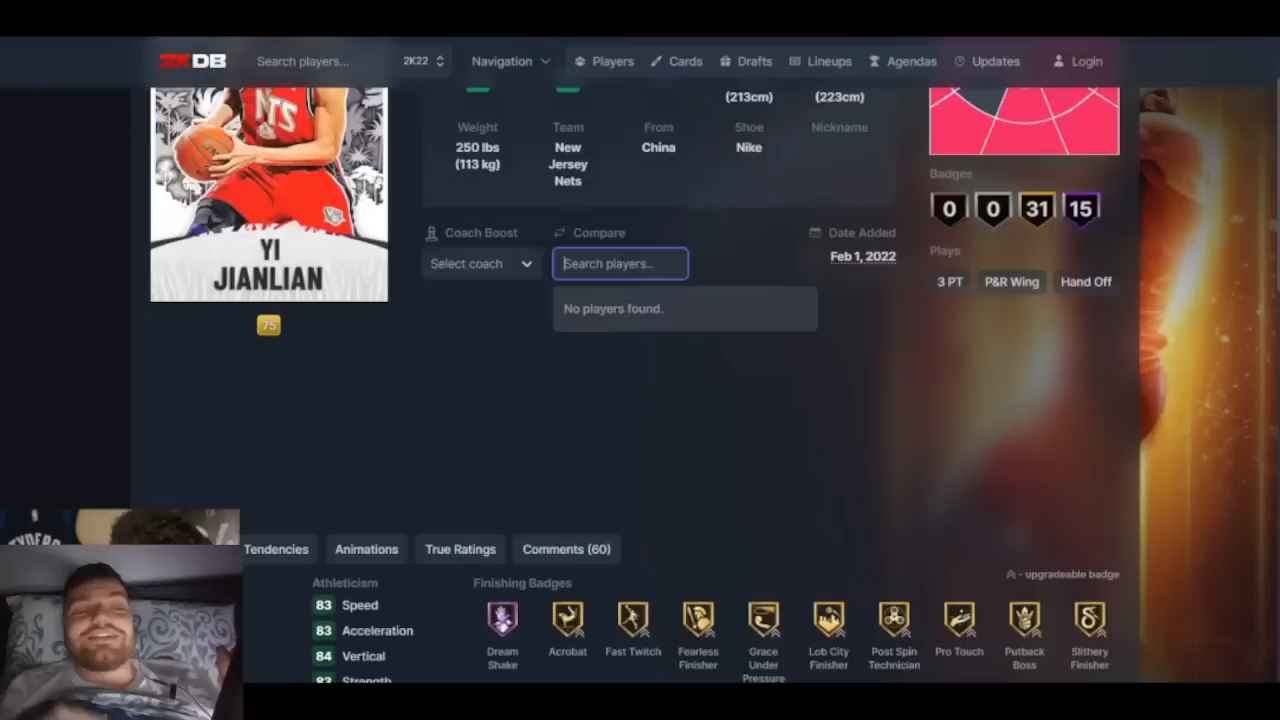 2KDB Search players... 2K22 Navigation Players Cards Drafts Lineups Agendas Updates Login
NTS
YI
JIANLIAN
75
(213cm) (223cm)
Weight Team From Shoe Nickname
250 lbs
(113 kg)
New
Jersey
Nets
China
Nike
Coach Boost Compare Date Added
Select coach Search players.. Feb 1, 2022
No players found.
Badges
0 0 31 15
Plays
3 PT P&R Wing Hand Off
Tendencies Animations True Ratings Comments (60)
Athleticism
83 Speed
83 Acceleration
84 Vertical
83 Strength
Finishing Badges
- upgradeable badge
Dream
Shake
Acrobat
Fast Twitch
Fearless
Finisher
Grace
Under
Pressure
Lob City
Finisher
Post Spin
Technician
Pro Touch
Putback
Boss
Slithery
Finisher